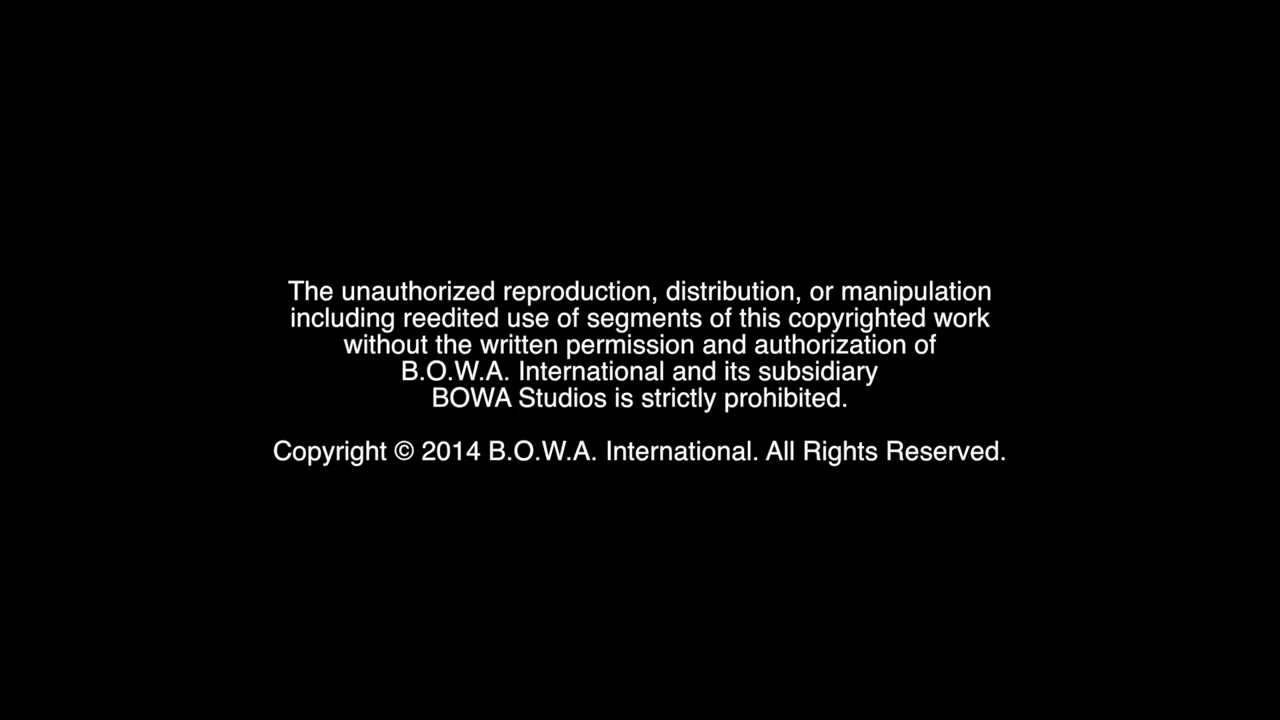 The unauthorized reproduction, distribution, or manipulation
including reedited use of segments of this copyrighted work
without the written permission and authorization of
B.O.W.A. International and its subsidiary
BOWA Studios is strictly prohibited.
Copyright © 2014 B.O.W.A. International. All Rights Reserved.